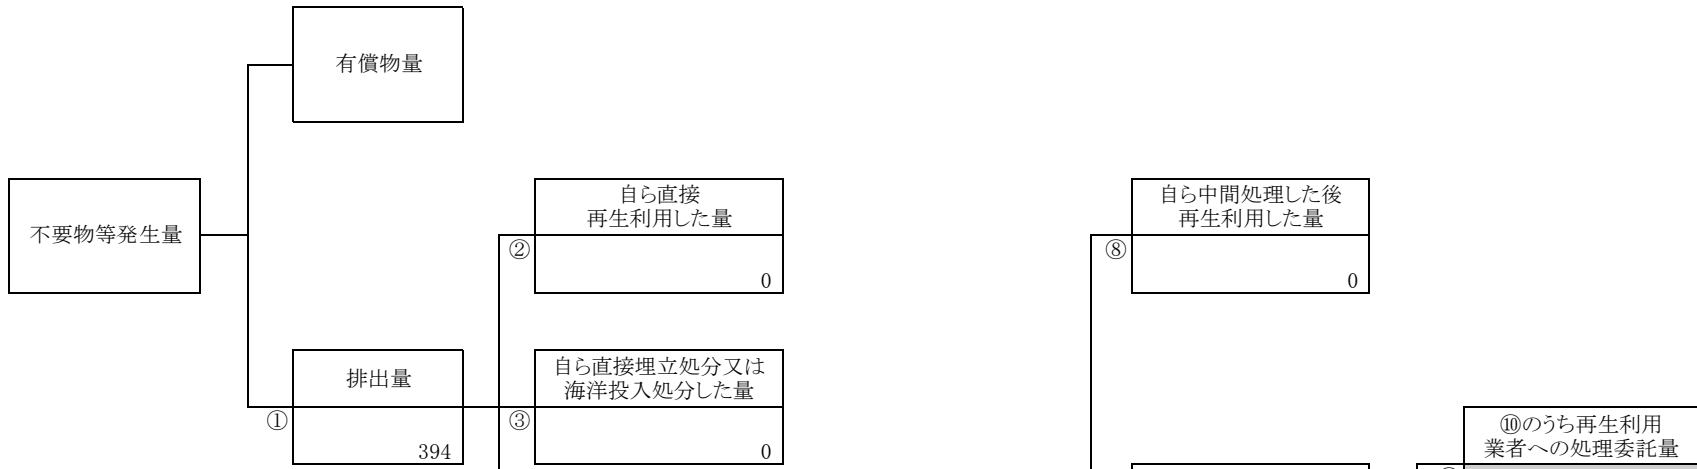 有償物量
不要物等発生量
自ら直接
再生利用した量
②
0
自ら中間処理した後
再生利用した量
⑧
0
排出量
①
394
自ら直接埋立処分又は
海洋投入処分した量
③
0
⑩のうち再生利用
業者への処理委託量